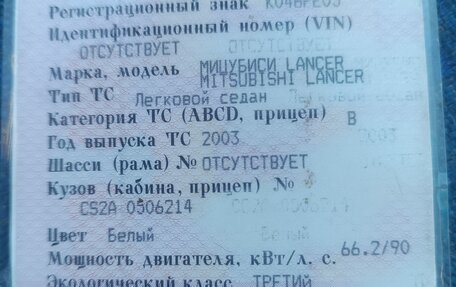 Регистрационный знак
Идентификационный номер (VIN)
ОТСУТСТВУЕТ
Марка, модель МИЦУБИСИ LANCER
MITSUBISHI LANCER
Тип ТС Легковой седан
Категория ТС (ABCD, прицеп) B
Год выпуска ТС 2003
Шасси (рама) № ОТСУТСТВУЕТ
Кузов (кабина, прицеп) №
CS2A 0506214
Цвет Белый
Мощность двигателя, кВт/л. с. 66.2/90
Экологический класс ТРЕТИЙ